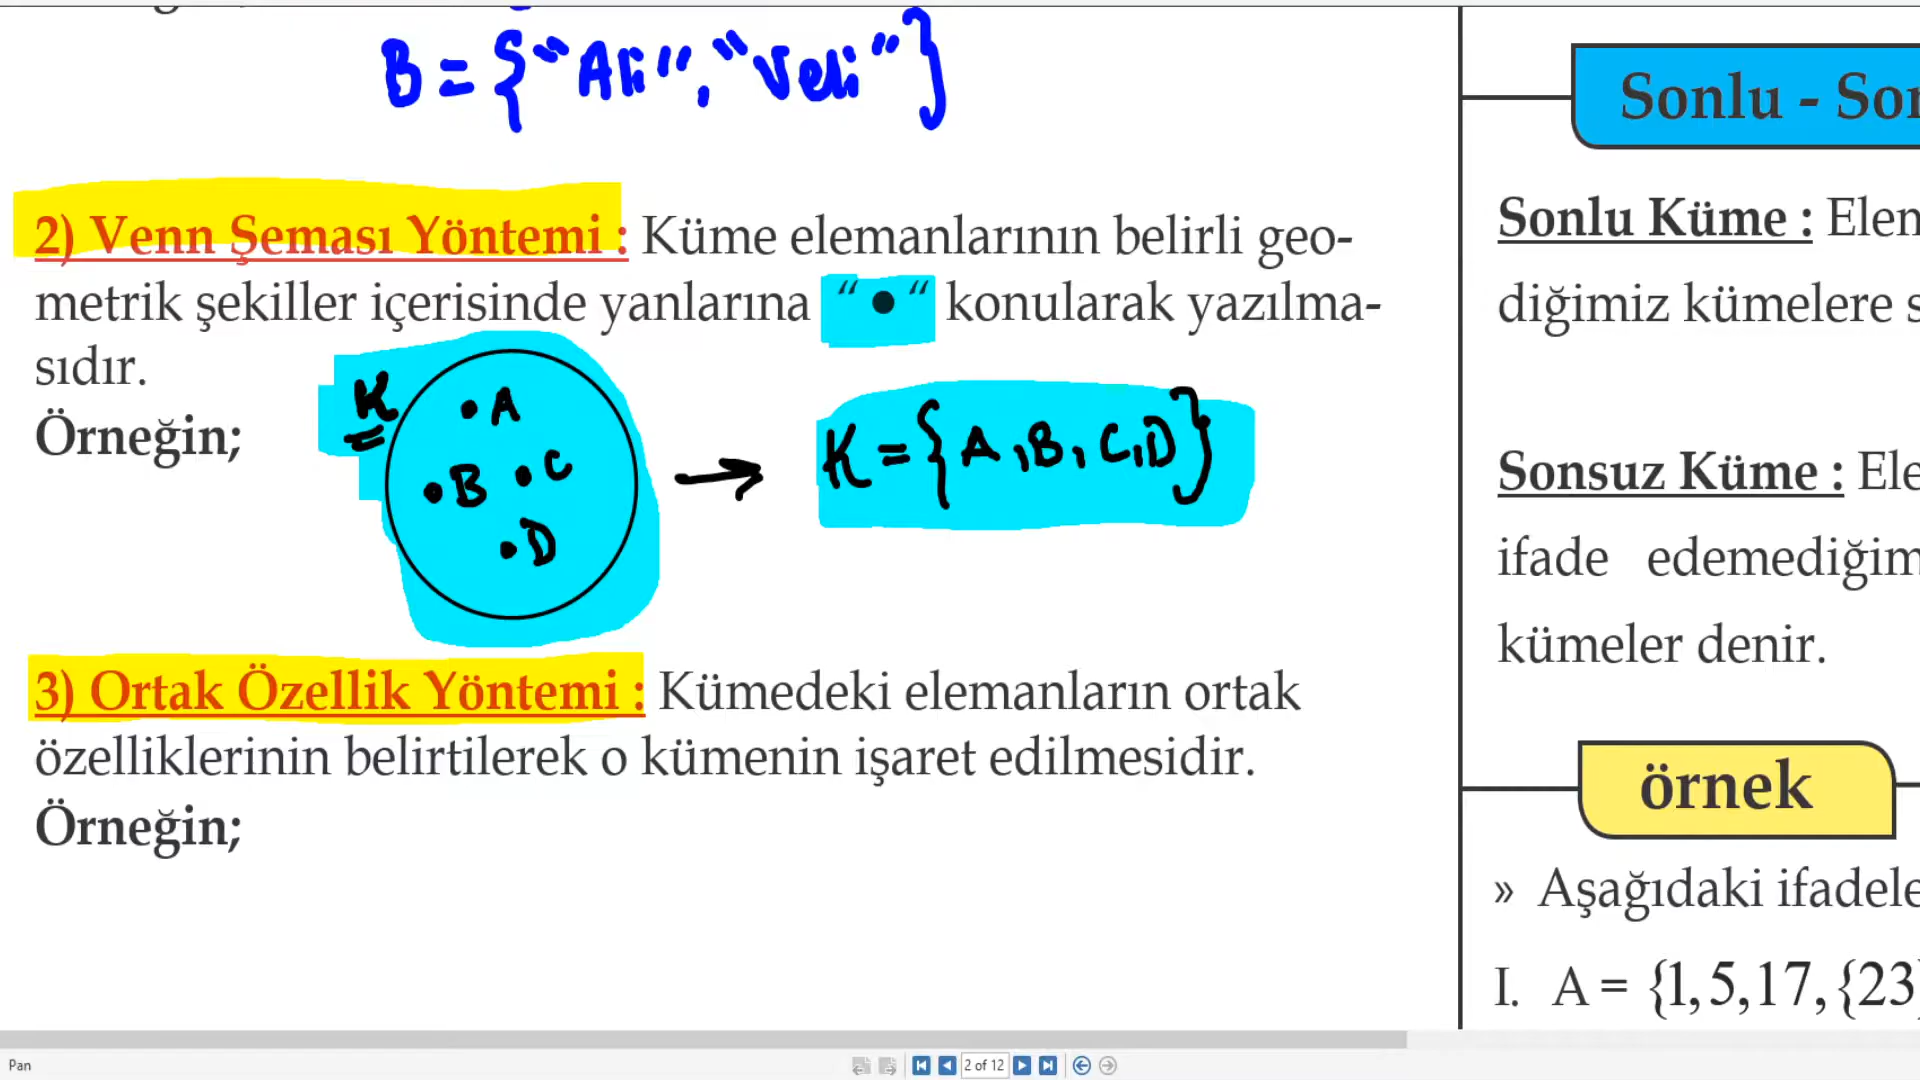 B = {“Ali”, “Veli”}
2) Venn Şeması Yöntemi : Küme elemanlarının belirli geo-
metrik şekiller içerisinde yanlarına “ • “ konularak yazılma-
sıdır.
Örneğin;
K
• A
• B • C
• D
K = {A, B, C, D}
3) Ortak Özellik Yöntemi : Kümedeki elemanların ortak
özelliklerinin belirtilerek o kümenin işaret edilmesidir.
Örneğin;
Sonlu - Son
Sonlu Küme : Elem
diğimiz kümelere s
Sonsuz Küme : Ele
ifade edemediğim
kümeler denir.
örnek
» Aşağıdaki ifadele
I. A = {1, 5, 17, {23}
Pan
2 of 12